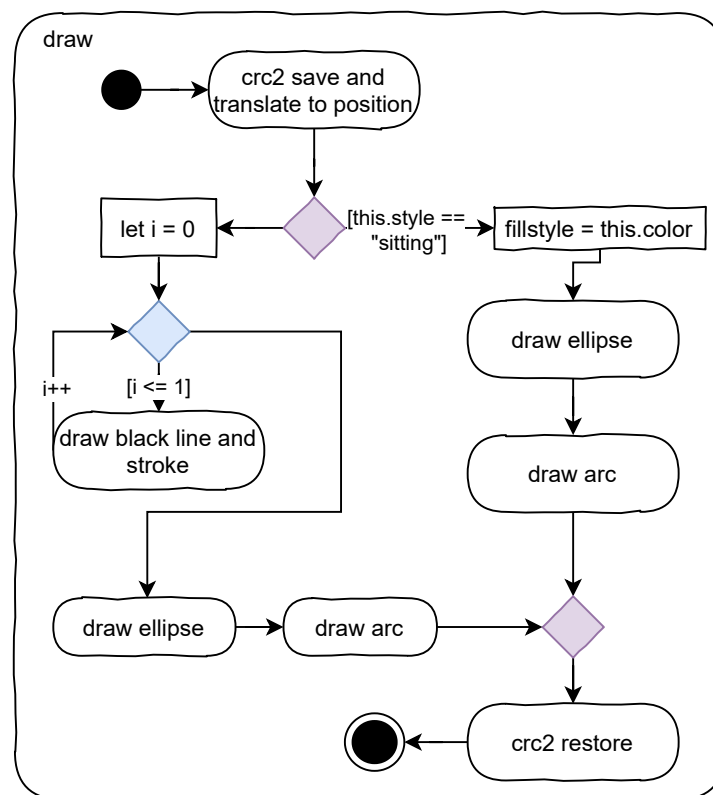 draw
crc2 save and
translate to position
let i = 0
[this.style ==
"sitting"]
fillstyle = this.color
draw ellipse
i++
[i <= 1]
draw black line and
stroke
draw arc
draw ellipse
draw arc
crc2 restore